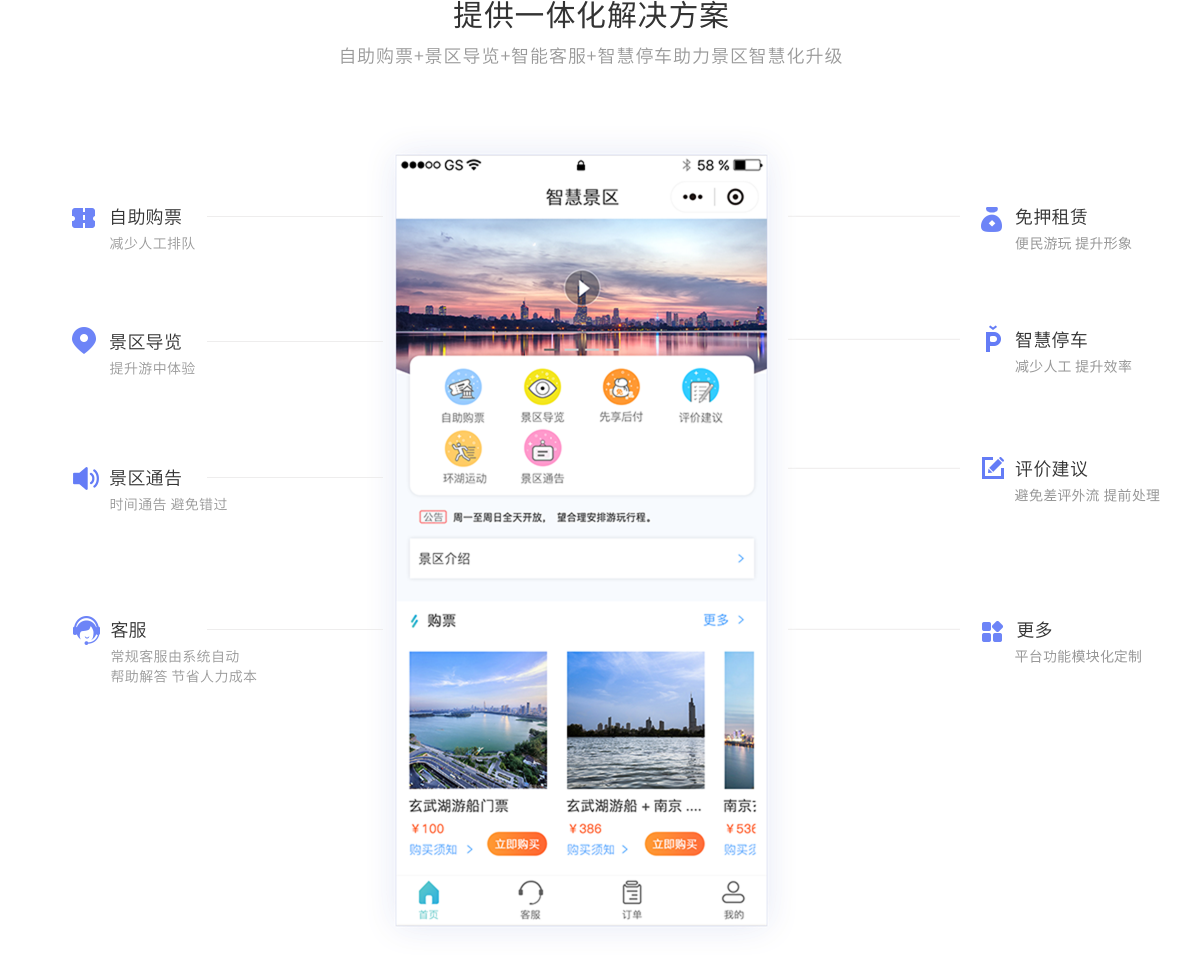 提供一体化解决方案
自助购票+景区导览+智能客服+智慧停车助力景区智慧化升级
自助购票
减少人工排队
景区导览
提升游中体验
景区通告
时间通告 避免错过
客服
常规客服由系统自动
帮助解答 节省人力成本
GS 58 %
智慧景区
自助购票 景区导览 先享后付 评价建议
环湖运动 景区通告
公告 周一至周日全天开放， 望合理安排游玩行程。
景区介绍
购票 更多
玄武湖游船门票 玄武湖游船 + 南京 .... 南京
¥100 ¥386 ¥536
购买须知 立即购买 购买须知 立即购买 购买须
首页 客服 订单 我的
免押租赁
便民游玩 提升形象
智慧停车
减少人工 提升效率
评价建议
避免差评外流 提前处理
更多
平台功能模块化定制